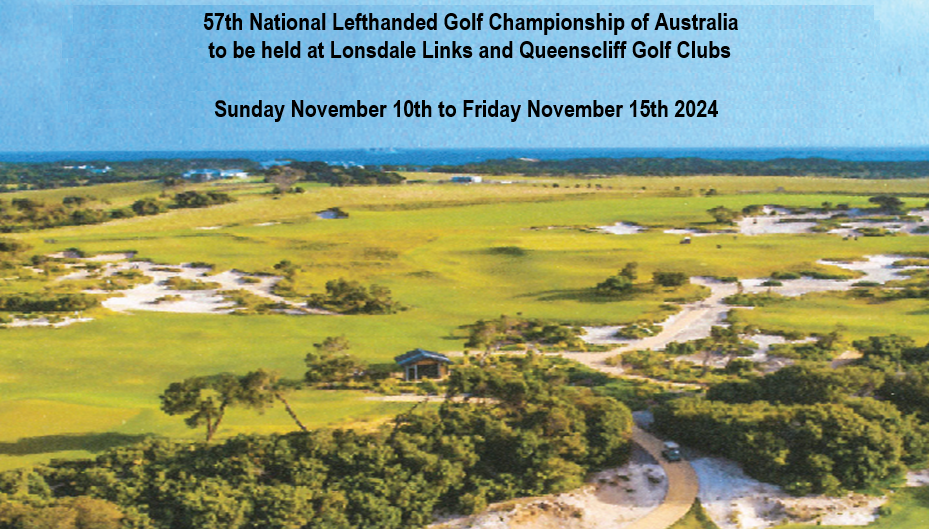 57th National Lefthanded Golf Championship of Australia
to be held at Lonsdale Links and Queenscliff Golf Clubs
Sunday November 10th to Friday November 15th 2024